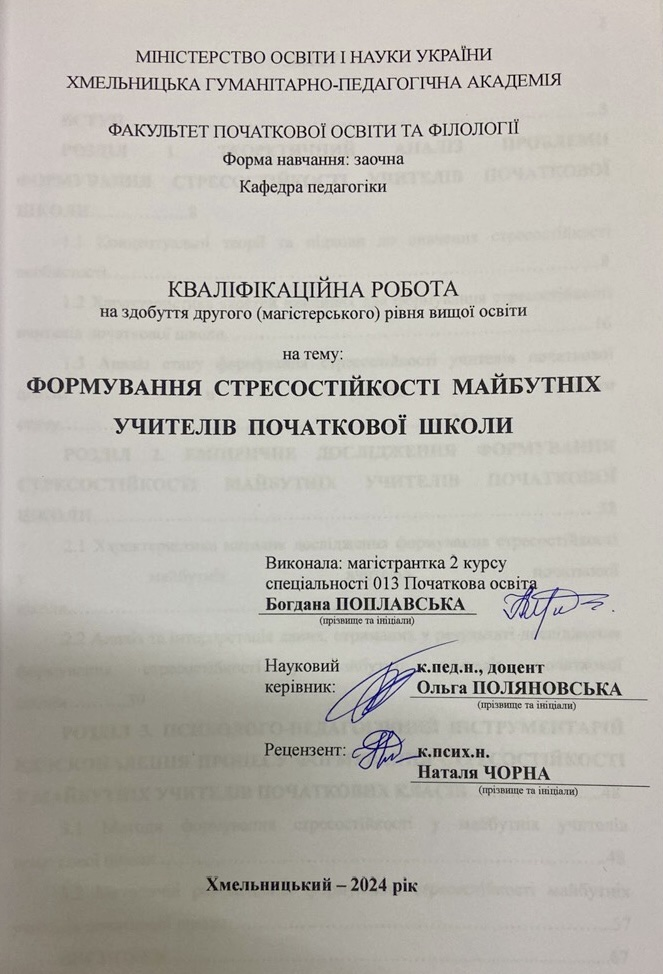 МІНІСТЕРСТВО ОСВІТИ І НАУКИ УКРАЇНИ
ХМЕЛЬНИЦЬКА ГУМАНІТАРНО-ПЕДАГОГІЧНА АКАДЕМІЯ
ФАКУЛЬТЕТ ПОЧАТКОВОЇ ОСВІТИ ТА ФІЛОЛОГІЇ
Форма навчання: заочна
Кафедра педагогіки
КВАЛІФІКАЦІЙНА РОБОТА
на здобуття другого (магістерського) рівня вищої освіти
на тему:
ФОРМУВАННЯ СТРЕСОСТІЙКОСТІ МАЙБУТНІХ
УЧИТЕЛІВ ПОЧАТКОВОЇ ШКОЛИ
Виконала: магістрантка 2 курсу
спеціальності 013 Початкова освіта
Богдана ПОПЛАВСЬКА
(прізвище та ініціали)
Науковий к.пед.н., доцент
керівник: Ольга ПОЛЯНОВСЬКА
(прізвище та ініціали)
Рецензент: к.псих.н.
Наталя ЧОРНА
(прізвище та ініціали)
Хмельницький – 2024 рік